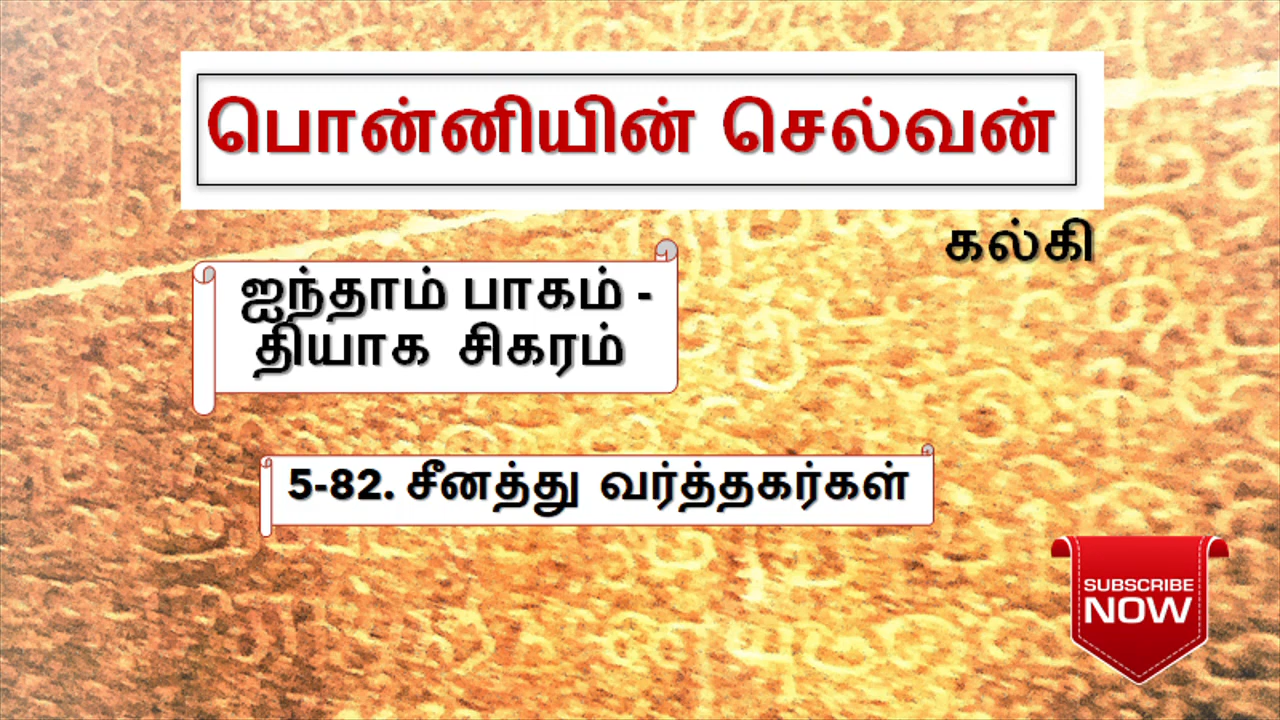 பொன்னியின் செல்வன்
கல்கி
ஐந்தாம் பாகம் -
தியாக சிகரம்
5-82. சீனத்து வர்த்தகர்கள்
SUBSCRIBE
NOW